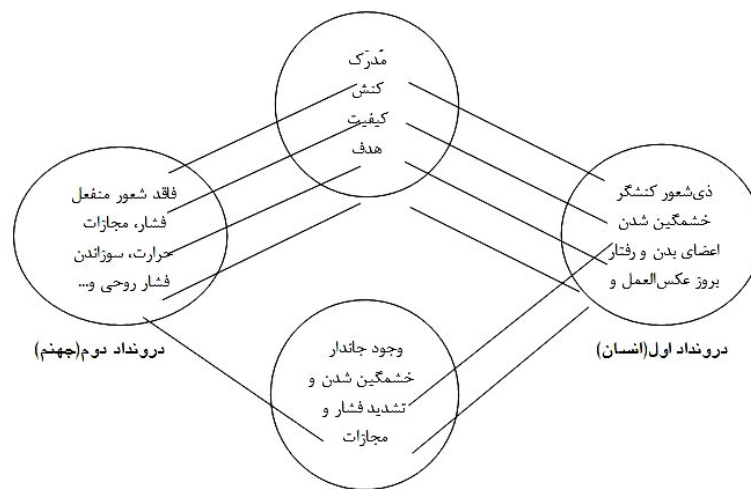 مّدرَک
کنش
کیفیت
هدف
ذی‌شعور کنشگر
خشمگین شدن
اعضای بدن و رفتار
بروز عکس‌العمل و
درونداد اول(انسان)
فاقد شعور منفعل
فشار، مجازات
حرارت، سوزاندن
فشار روحی و...
درونداد دوم(جهنم)
وجود جاندار
خشمگین شدن و
تشدید فشار و
مجازات